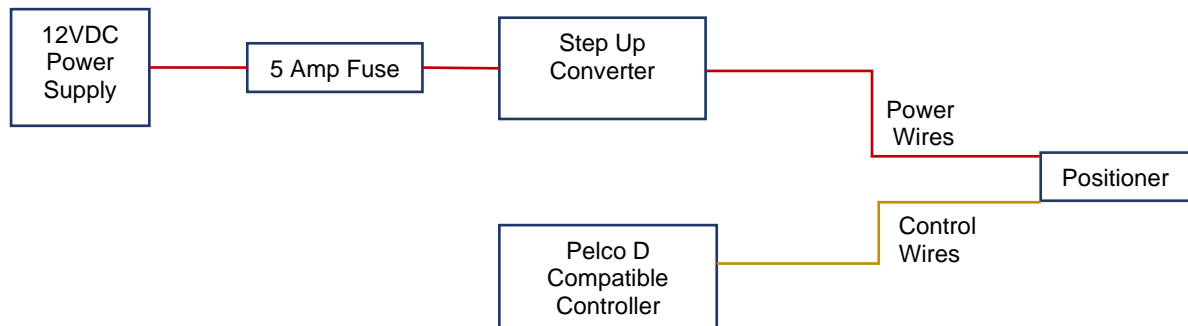 12VDC
Power
Supply
5 Amp Fuse
Step Up
Converter
Power
Wires
Positioner
Control
Wires
Pelco D
Compatible
Controller